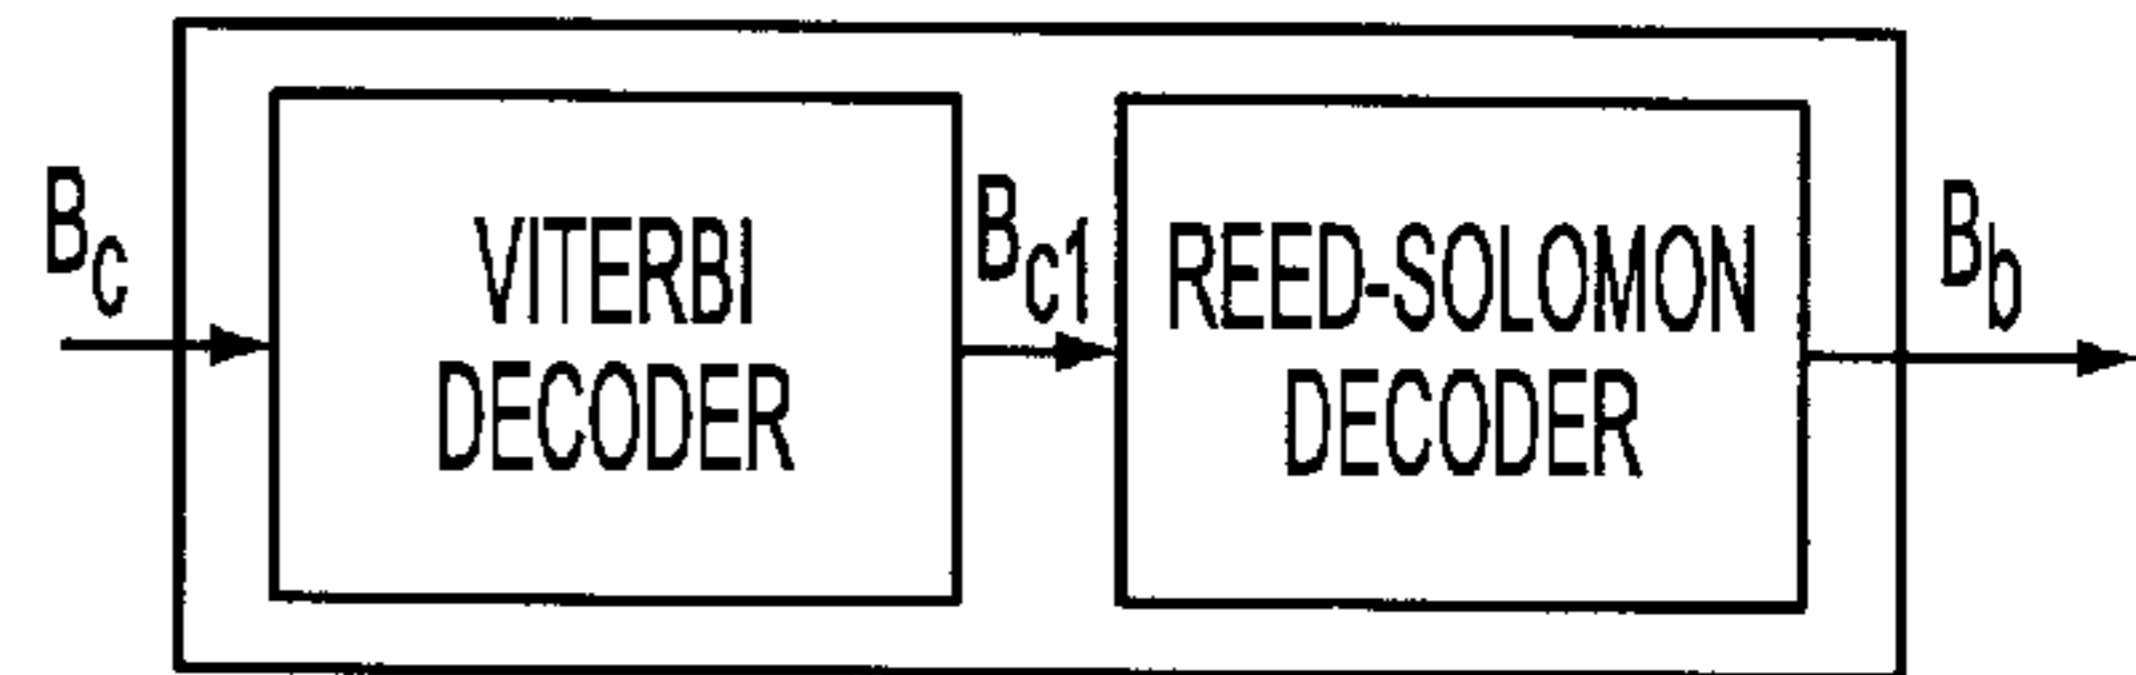 B_c
VITERBI
DECODER
B_c1
REED-SOLOMON
DECODER
B_b